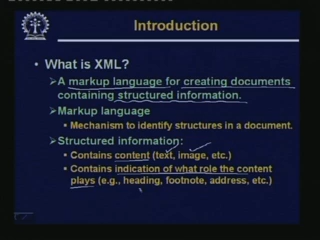 Introduction
• What is XML?
➢A markup language for creating documents
containing structured information.
➢Markup language
• Mechanism to identify structures in a document.
➢Structured information:
• Contains content (text, image, etc.)
• Contains indication of what role the content
plays (e.g., heading, footnote, address, etc.)